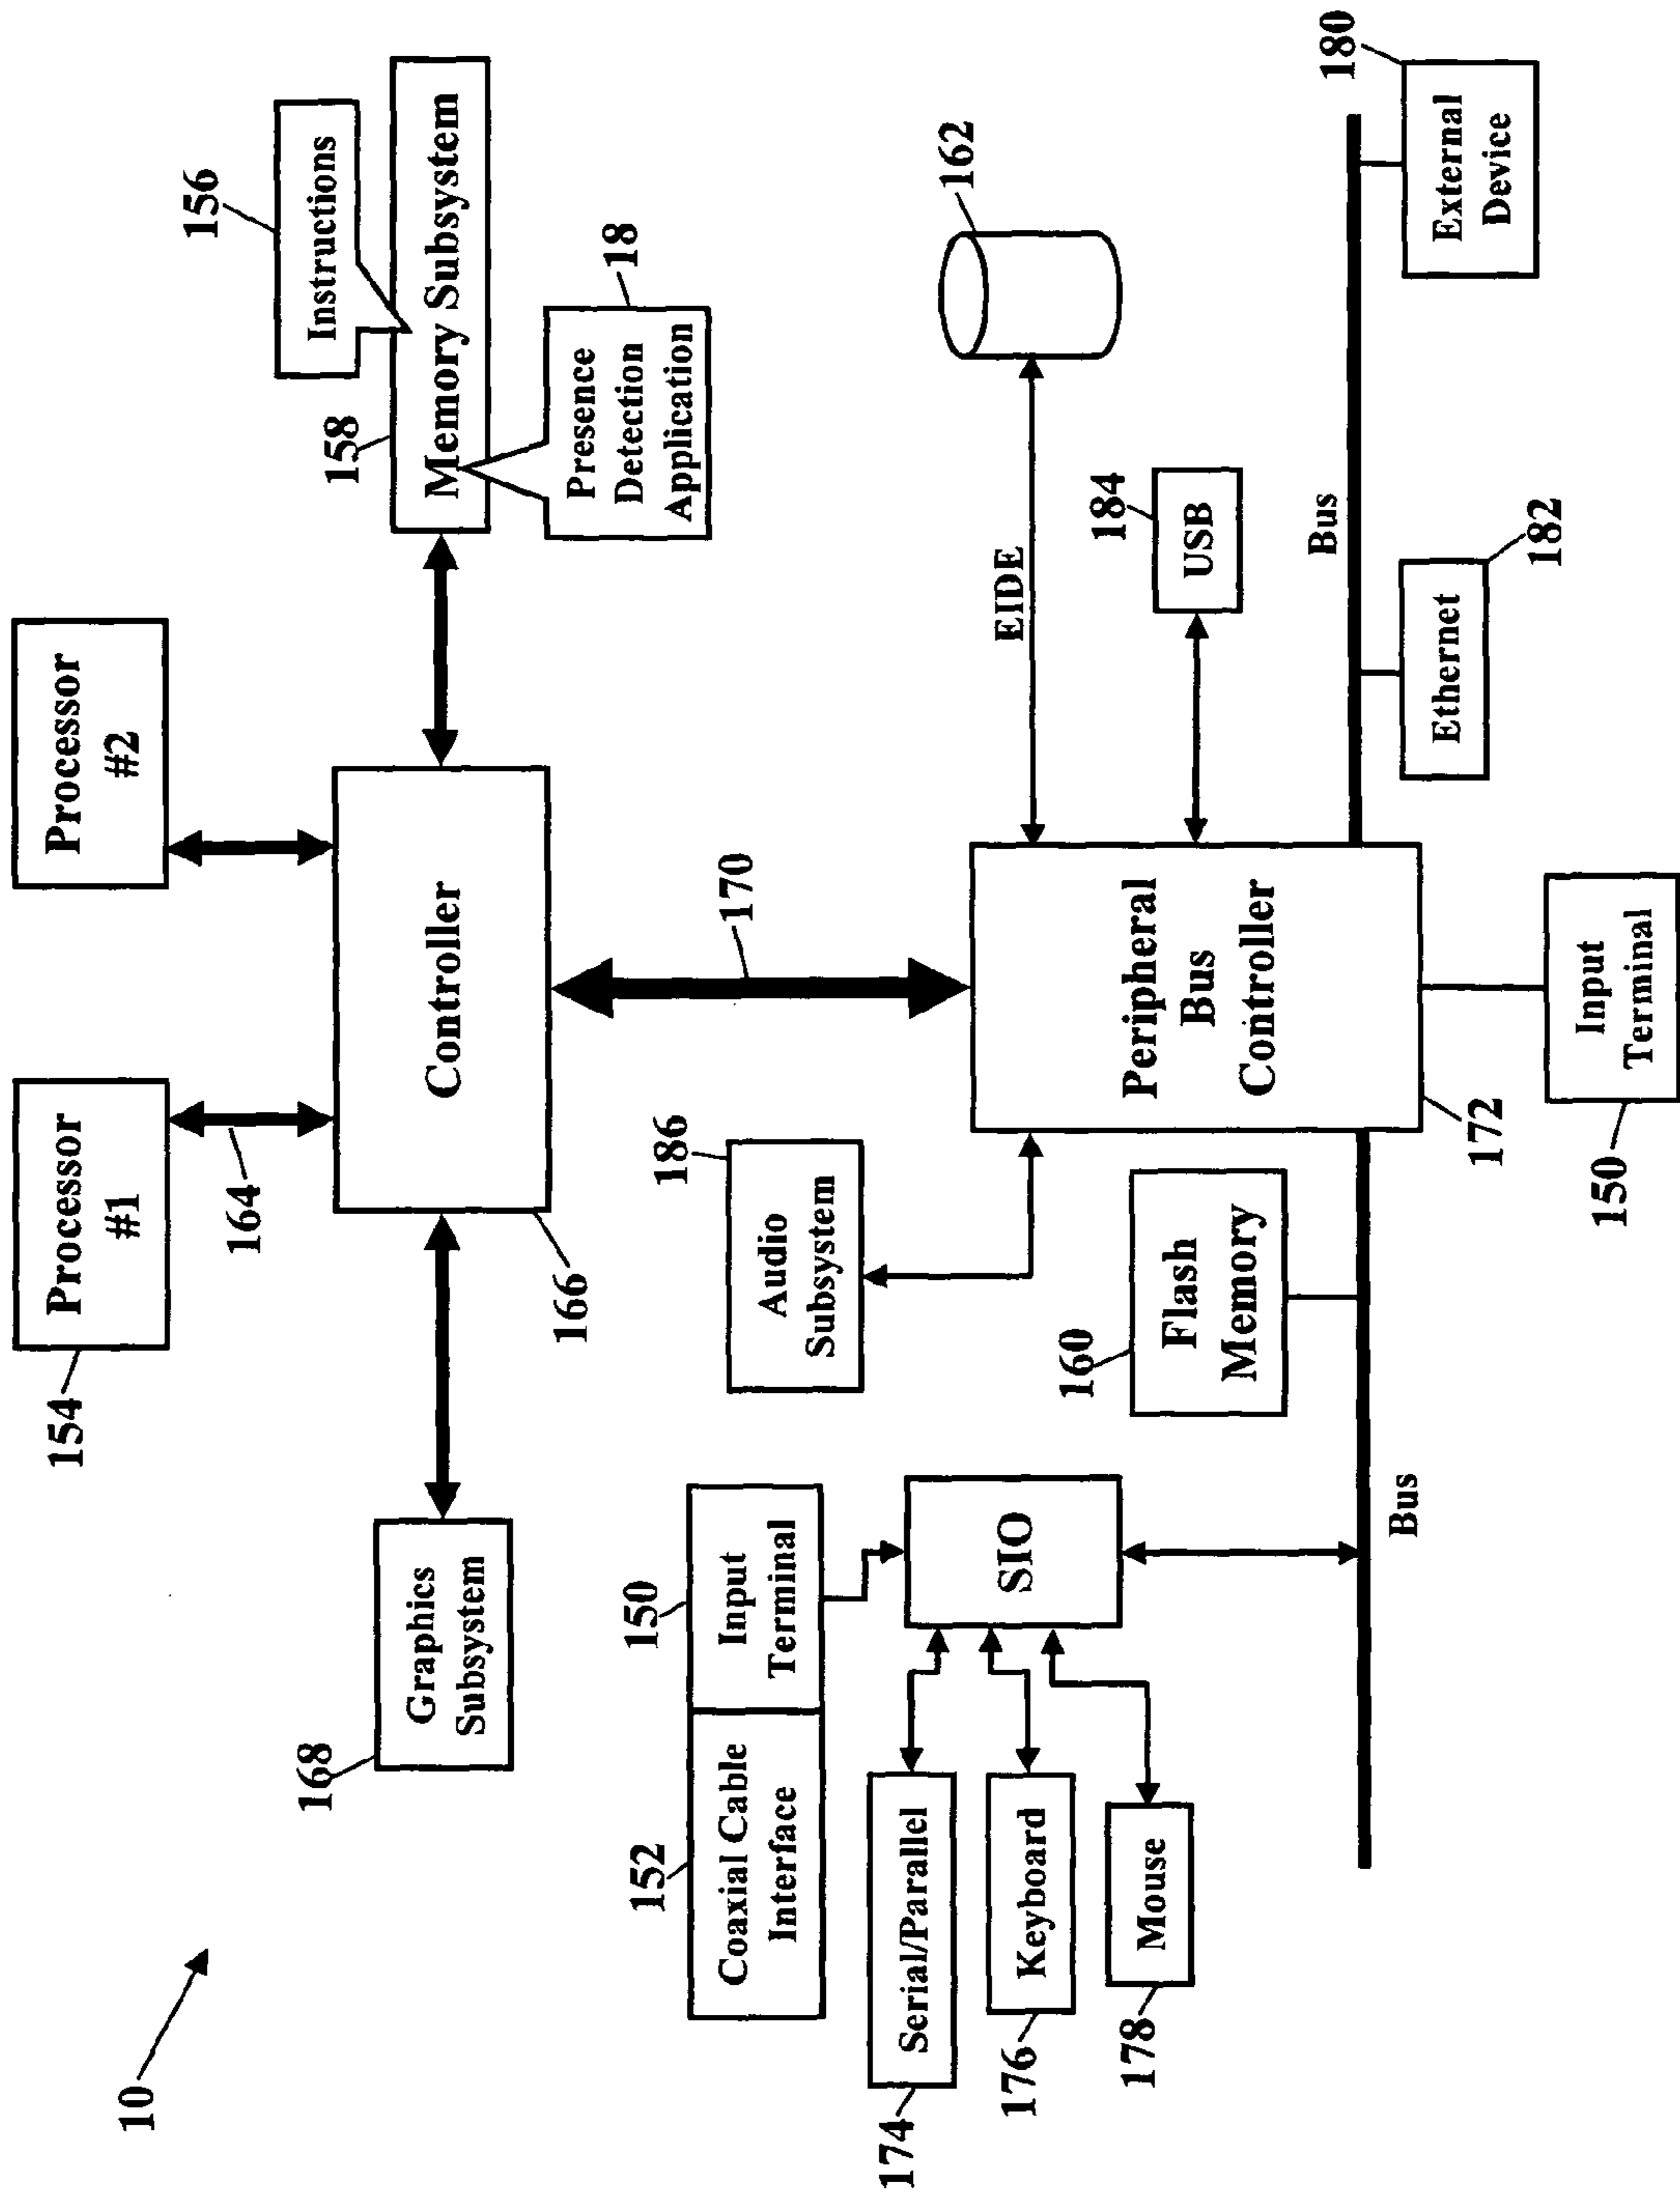 10
Processor
#1
154
164
Processor
#2
Controller
166
Graphics
Subsystem
168
156
Instructions
158
Memory Subsystem
Presence
Detection
Application
18
170
150
Input
Terminal
152
Coaxial Cable
Interface
186
Audio
Subsystem
162
EIDE
184
USB
Peripheral
Bus
Controller
172
160
Flash
Memory
SIO
Serial/Parallel
174
Keyboard
176
Mouse
178
Bus
Bus
180
External
Device
Ethernet
182
Input
Terminal
150